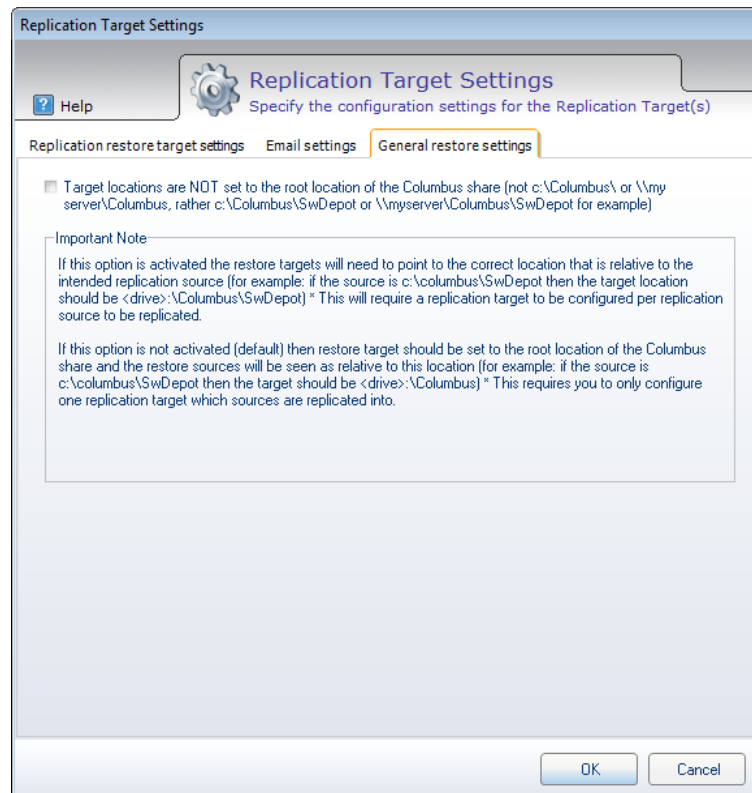 Replication Target Settings
Replication Target Settings
? Help
Specify the configuration settings for the Replication Target(s)
Replication restore target settings
Email settings
General restore settings
Target locations are NOT set to the root location of the Columbus share (not c:\Columbus\ or \\my
server\Columbus, rather c:\Columbus\SwDepot or \\myserver\Columbus\SwDepot for example)
Important Note
If this option is activated the restore targets will need to point to the correct location that is relative to the
intended replication source (for example: if the source is c:\columbus\SwDepot then the target location
should be <drive>:\Columbus\SwDepot) * This will require a replication target to be configured per replication
source to be replicated.
If this option is not activated (default) then restore target should be set to the root location of the Columbus
share and the restore sources will be seen as relative to this location (for example: if the source is
c:\columbus\SwDepot then the target should be <drive>:\Columbus) * This requires you to only configure
one replication target which sources are replicated into.
OK
Cancel